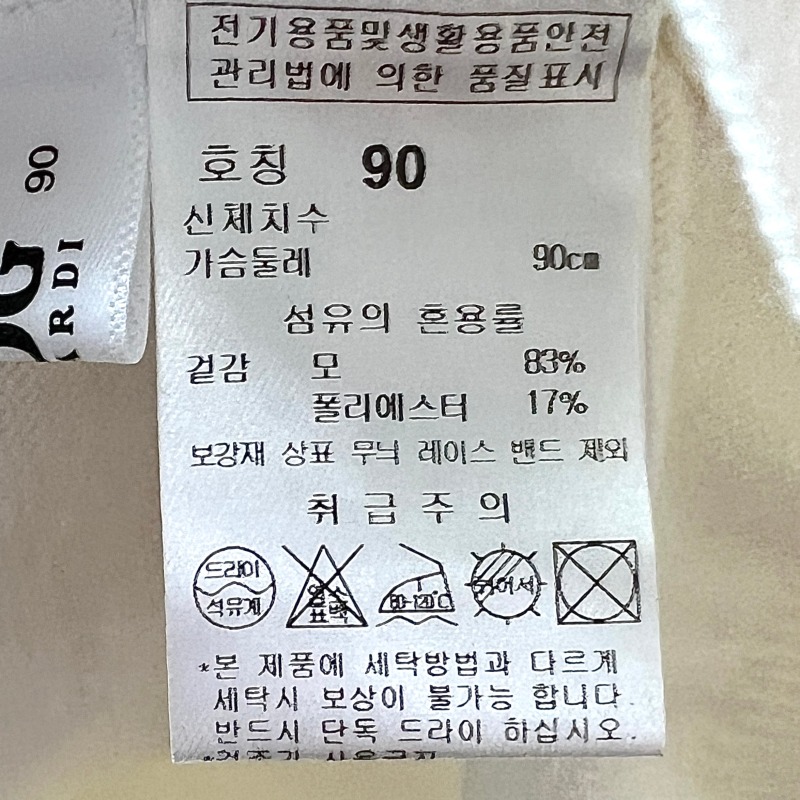 전기용품및생활용품안전
관리법에 의한 품질표시
호칭 90
신체치수
가슴둘레 90cm
섬유의 혼용률
겉감 모 83%
폴리에스터 17%
보강재 상표 무늬 레이스 밴드 제외
취급주의
드라이
석유계
염소
표백
80-120℃
뉘어서
*본 제품에 세탁방법과 다르게
세탁시 보상이 불가능 합니다.
반드시 단독 드라이 하십시오.
90
RDI